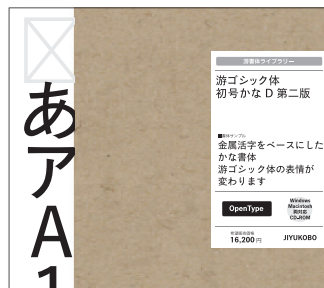 あ
ア
A
1
游書体ライブラリー
游ゴシック体
初号かな D 第二版
■書体サンプル
金属活字をベースにした
かな書体
游ゴシック体の表情が
変わります
OpenType
Windows
Macintosh
両対応
CD-ROM
希望販売価格
16,200円
JIYUKOBO